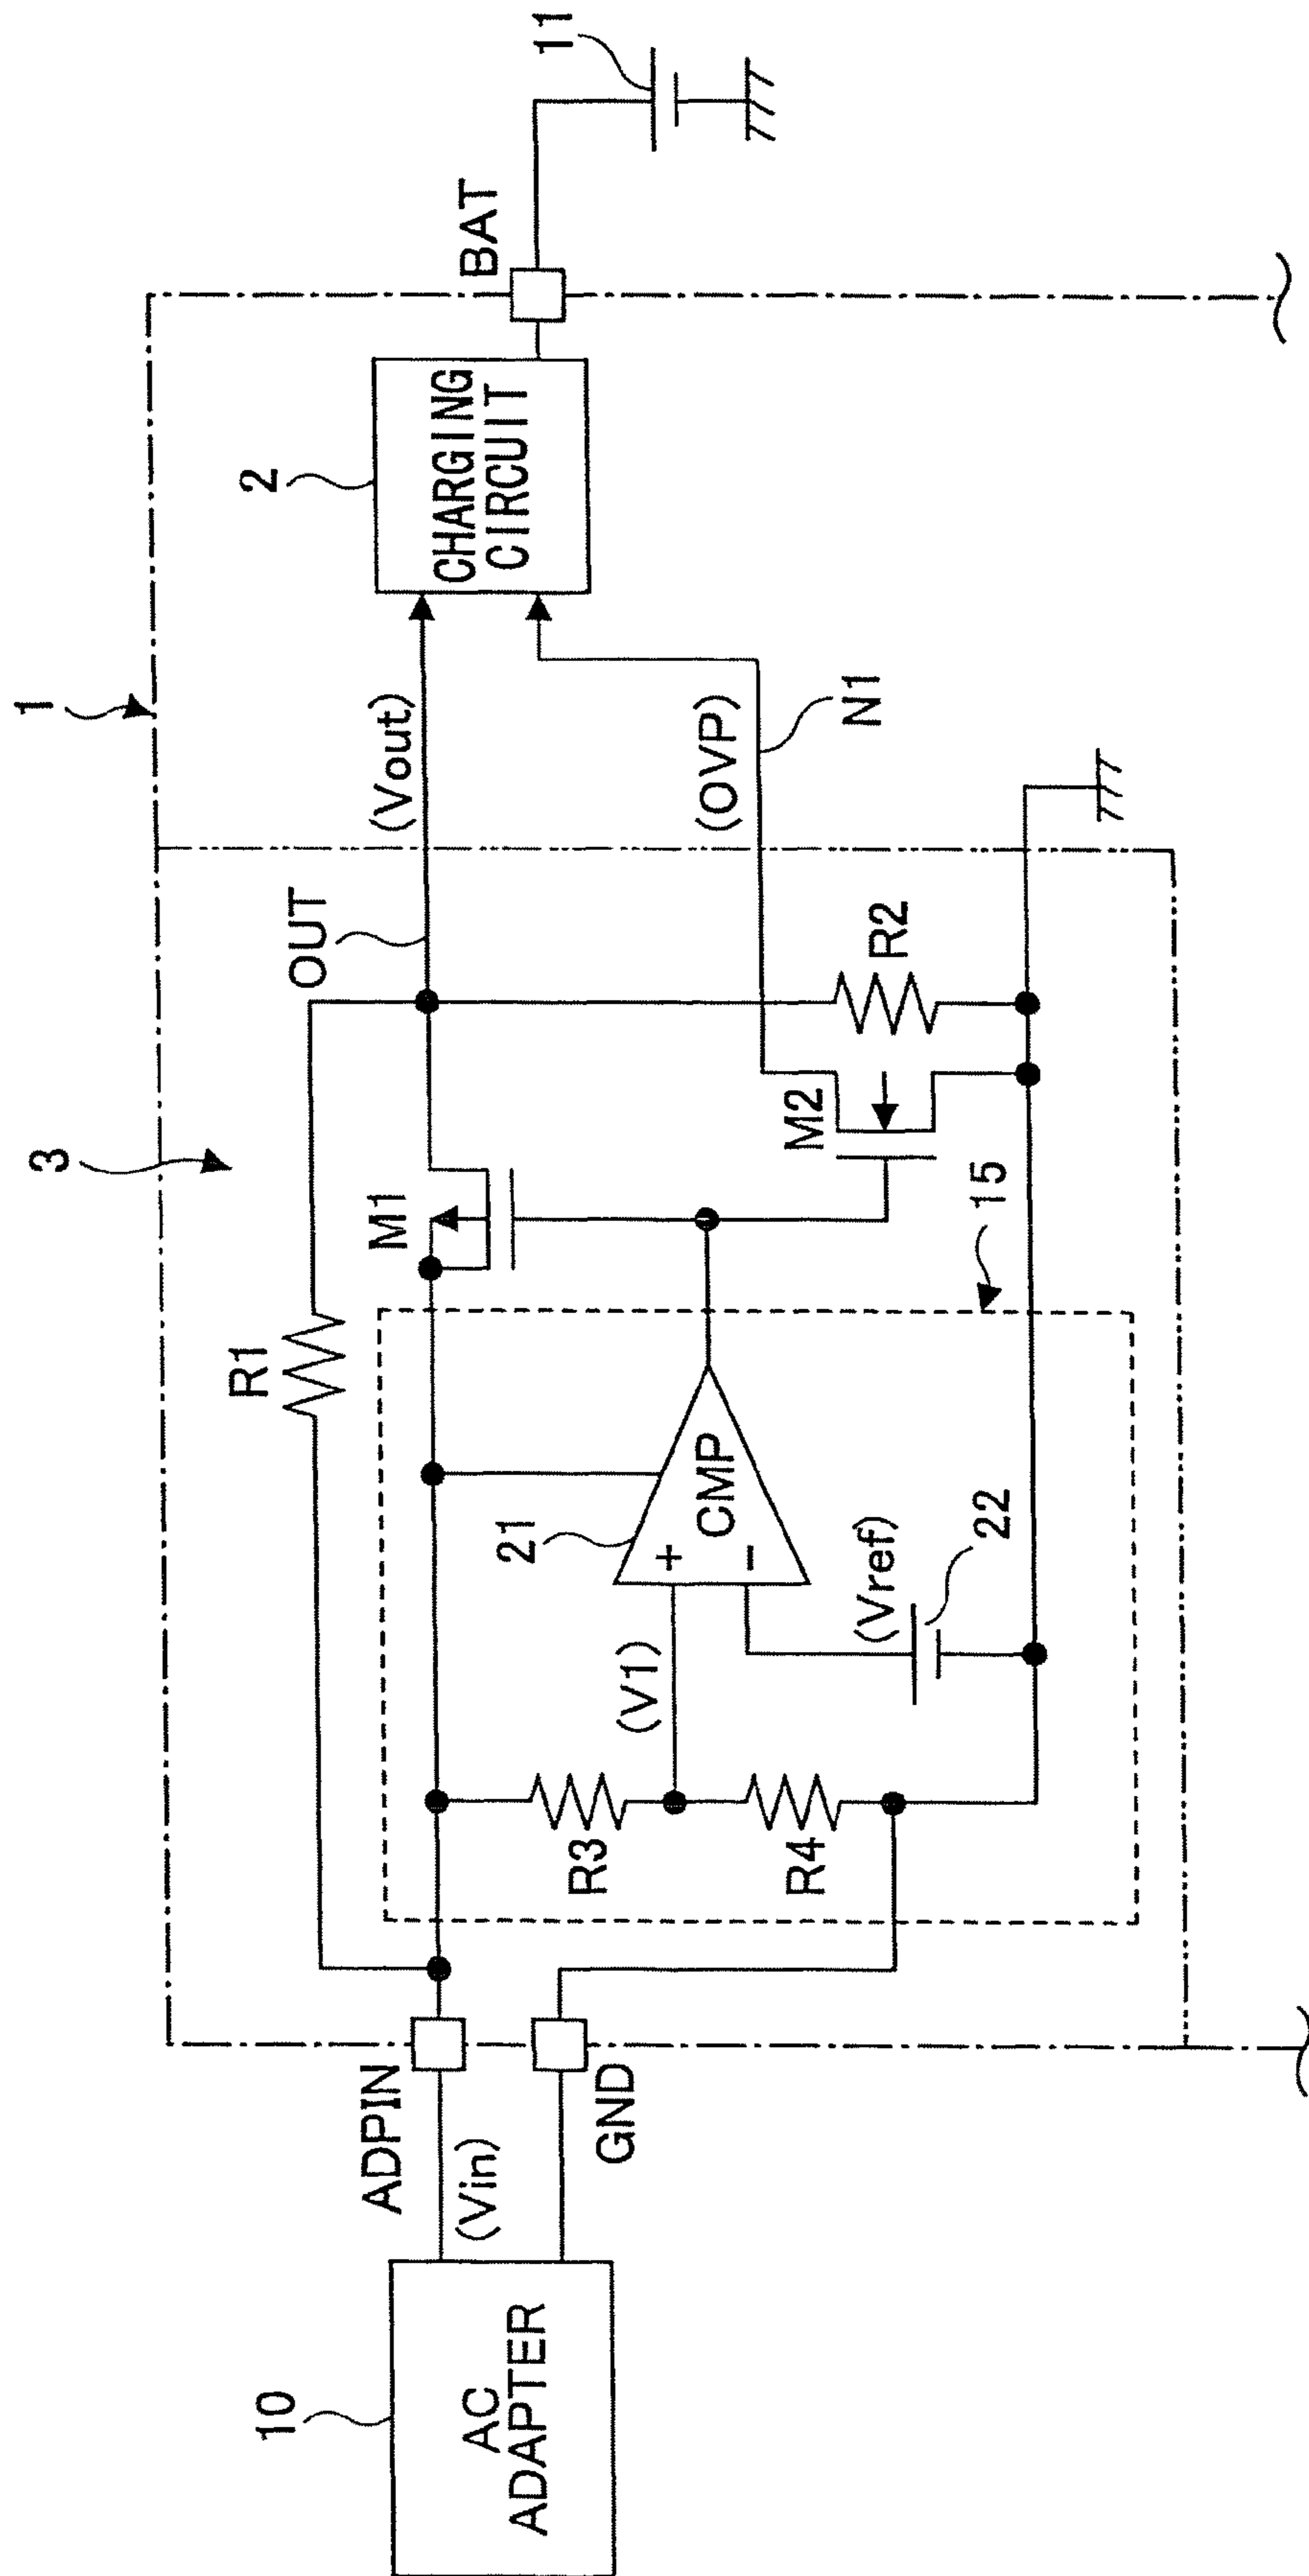 1
3
2
R1
OUT
BAT
11
M1
(Vout)
CHARGING
CIRCUIT
10
AC
ADAPTER
ADPIN
(Vin)
GND
21
CMP
+
-
(V1)
R3
R4
(Vref)
22
15
M2
R2
(OVP)
N1